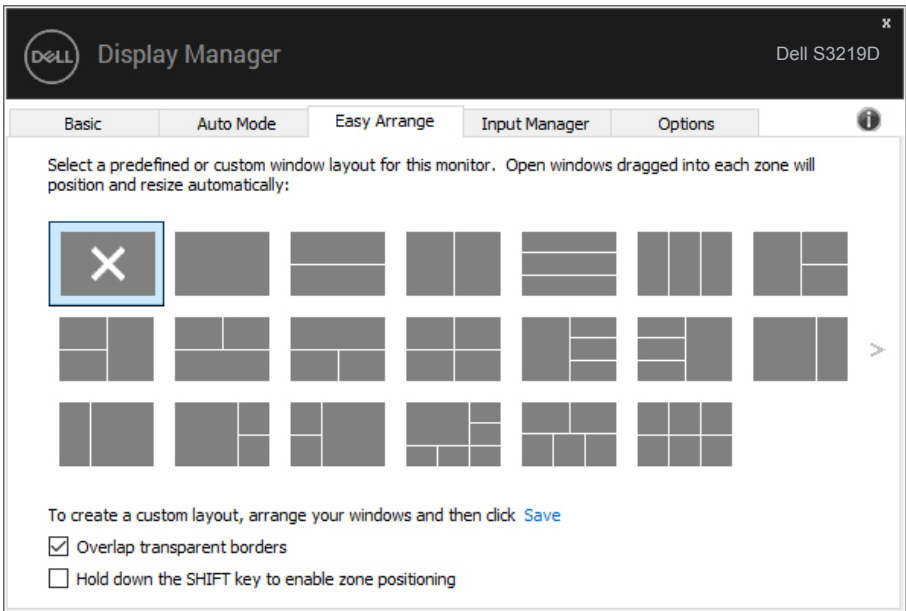 x
DELL Display Manager
Dell S3219D
Basic Auto Mode Easy Arrange Input Manager Options
Select a predefined or custom window layout for this monitor. Open windows dragged into each zone will
position and resize automatically:
>
To create a custom layout, arrange your windows and then click Save
Overlap transparent borders
Hold down the SHIFT key to enable zone positioning